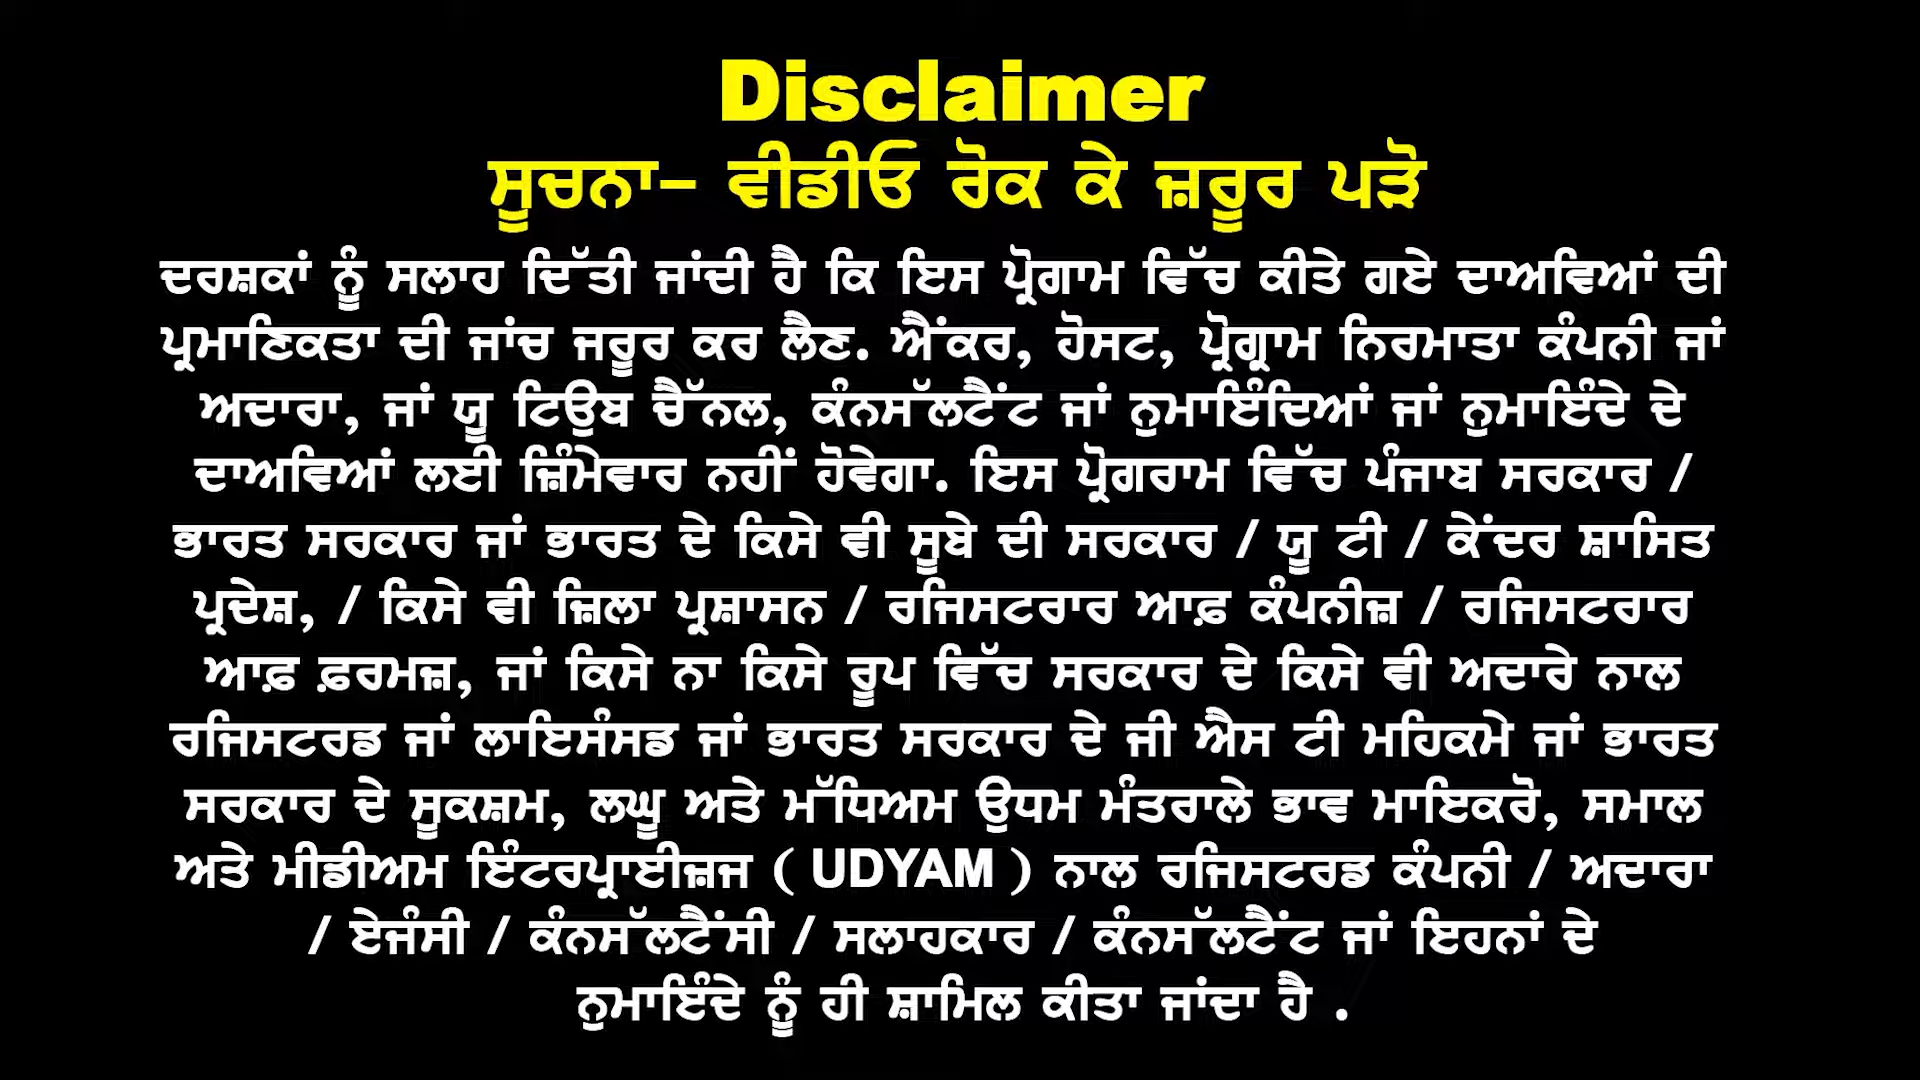 Disclaimer
ਸੂਚਨਾ- ਵੀਡੀਓ ਰੋਕ ਕੇ ਜ਼ਰੂਰ ਪੜੋ
ਦਰਸ਼ਕਾਂ ਨੂੰ ਸਲਾਹ ਦਿੱਤੀ ਜਾਂਦੀ ਹੈ ਕਿ ਇਸ ਪ੍ਰੋਗਾਮ ਵਿੱਚ ਕੀਤੇ ਗਏ ਦਾਅਵਿਆਂ ਦੀ
ਪ੍ਰਮਾਣਿਕਤਾ ਦੀ ਜਾਂਚ ਜਰੂਰ ਕਰ ਲੈਣ. ਐਂਕਰ, ਹੋਸਟ, ਪ੍ਰੋਗ੍ਰਾਮ ਨਿਰਮਾਤਾ ਕੰਪਨੀ ਜਾਂ
ਅਦਾਰਾ, ਜਾਂ ਯੂ ਟਿਊਬ ਚੈੱਨਲ, ਕੰਨਸੱਲਟੈਂਟ ਜਾਂ ਨੁਮਾਇੰਦਿਆਂ ਜਾਂ ਨੁਮਾਇੰਦੇ ਦੇ
ਦਾਅਵਿਆਂ ਲਈ ਜ਼ਿੰਮੇਵਾਰ ਨਹੀਂ ਹੋਵੇਗਾ. ਇਸ ਪ੍ਰੋਗਰਾਮ ਵਿੱਚ ਪੰਜਾਬ ਸਰਕਾਰ /
ਭਾਰਤ ਸਰਕਾਰ ਜਾਂ ਭਾਰਤ ਦੇ ਕਿਸੇ ਵੀ ਸੂਬੇ ਦੀ ਸਰਕਾਰ / ਯੂ ਟੀ / ਕੇਂਦਰ ਸ਼ਾਸਿਤ
ਪ੍ਰਦੇਸ਼, / ਕਿਸੇ ਵੀ ਜ਼ਿਲਾ ਪ੍ਰਸ਼ਾਸਨ / ਰਜਿਸਟਰਾਰ ਆਫ਼ ਕੰਪਨੀਜ਼ / ਰਜਿਸਟਰਾਰ
ਆਫ਼ ਫ਼ਰਮਜ਼, ਜਾਂ ਕਿਸੇ ਨਾ ਕਿਸੇ ਰੂਪ ਵਿੱਚ ਸਰਕਾਰ ਦੇ ਕਿਸੇ ਵੀ ਅਦਾਰੇ ਨਾਲ
ਰਜਿਸਟਰਡ ਜਾਂ ਲਾਇਸੰਸਡ ਜਾਂ ਭਾਰਤ ਸਰਕਾਰ ਦੇ ਜੀ ਐਸ ਟੀ ਮਹਿਕਮੇ ਜਾਂ ਭਾਰਤ
ਸਰਕਾਰ ਦੇ ਸੂਕਸ਼ਮ, ਲਘੂ ਅਤੇ ਮੱਧਿਅਮ ਉਧਮ ਮੰਤਰਾਲੇ ਭਾਵ ਮਾਇਕਰੋ, ਸਮਾਲ
ਅਤੇ ਮੀਡੀਅਮ ਇੰਟਰਪ੍ਰਾਈਜ਼ਜ ( UDYAM ) ਨਾਲ ਰਜਿਸਟਰਡ ਕੰਪਨੀ / ਅਦਾਰਾ
/ ਏਜੰਸੀ / ਕੰਨਸੱਲਟੈਂਸੀ / ਸਲਾਹਕਾਰ / ਕੰਨਸੱਲਟੈਂਟ ਜਾਂ ਇਹਨਾਂ ਦੇ
ਨੁਮਾਇੰਦੇ ਨੂੰ ਹੀ ਸ਼ਾਮਿਲ ਕੀਤਾ ਜਾਂਦਾ ਹੈ .